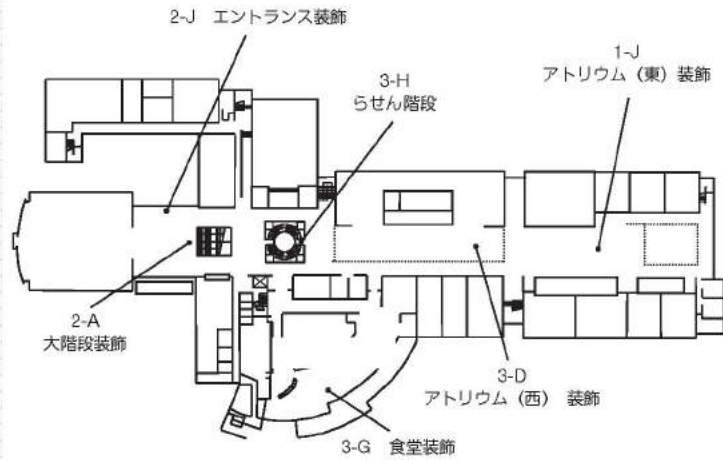 2-J エントランス装飾
1-J
アトリウム（東）装飾
3-H
らせん階段
2-A
大階段装飾
3-D
アトリウム（西） 装飾
3-G 食堂装飾